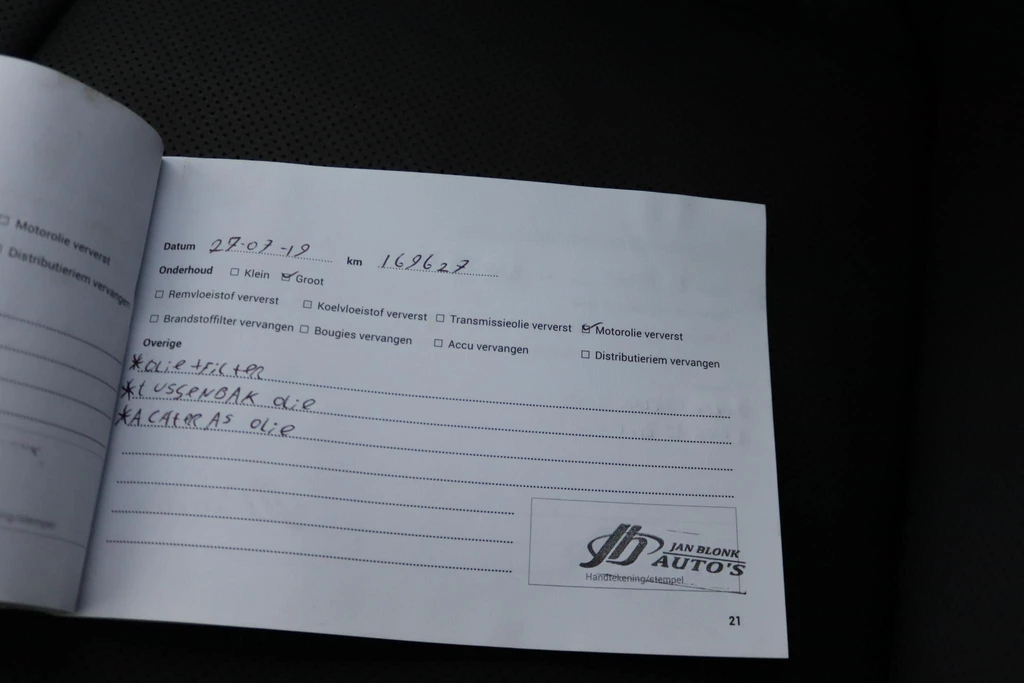 Motorolie ververst
Distributieriem vervangen
Datum 27-07-19 km 169627
Onderhoud ☐ Klein ☑ Groot
☐ Remvloeistof ververst ☐ Koelvloeistof ververst ☐ Transmissieolie ververst ☑ Motorolie ververst
☐ Brandstoffilter vervangen ☐ Bougies vervangen ☐ Accu vervangen ☐ Distributieriem vervangen
Overige
*olie+Filter
*tussenBAK olie
*ACAteR AS olie
JAN BLONK
AUTO'S
Handtekening/stempel
21